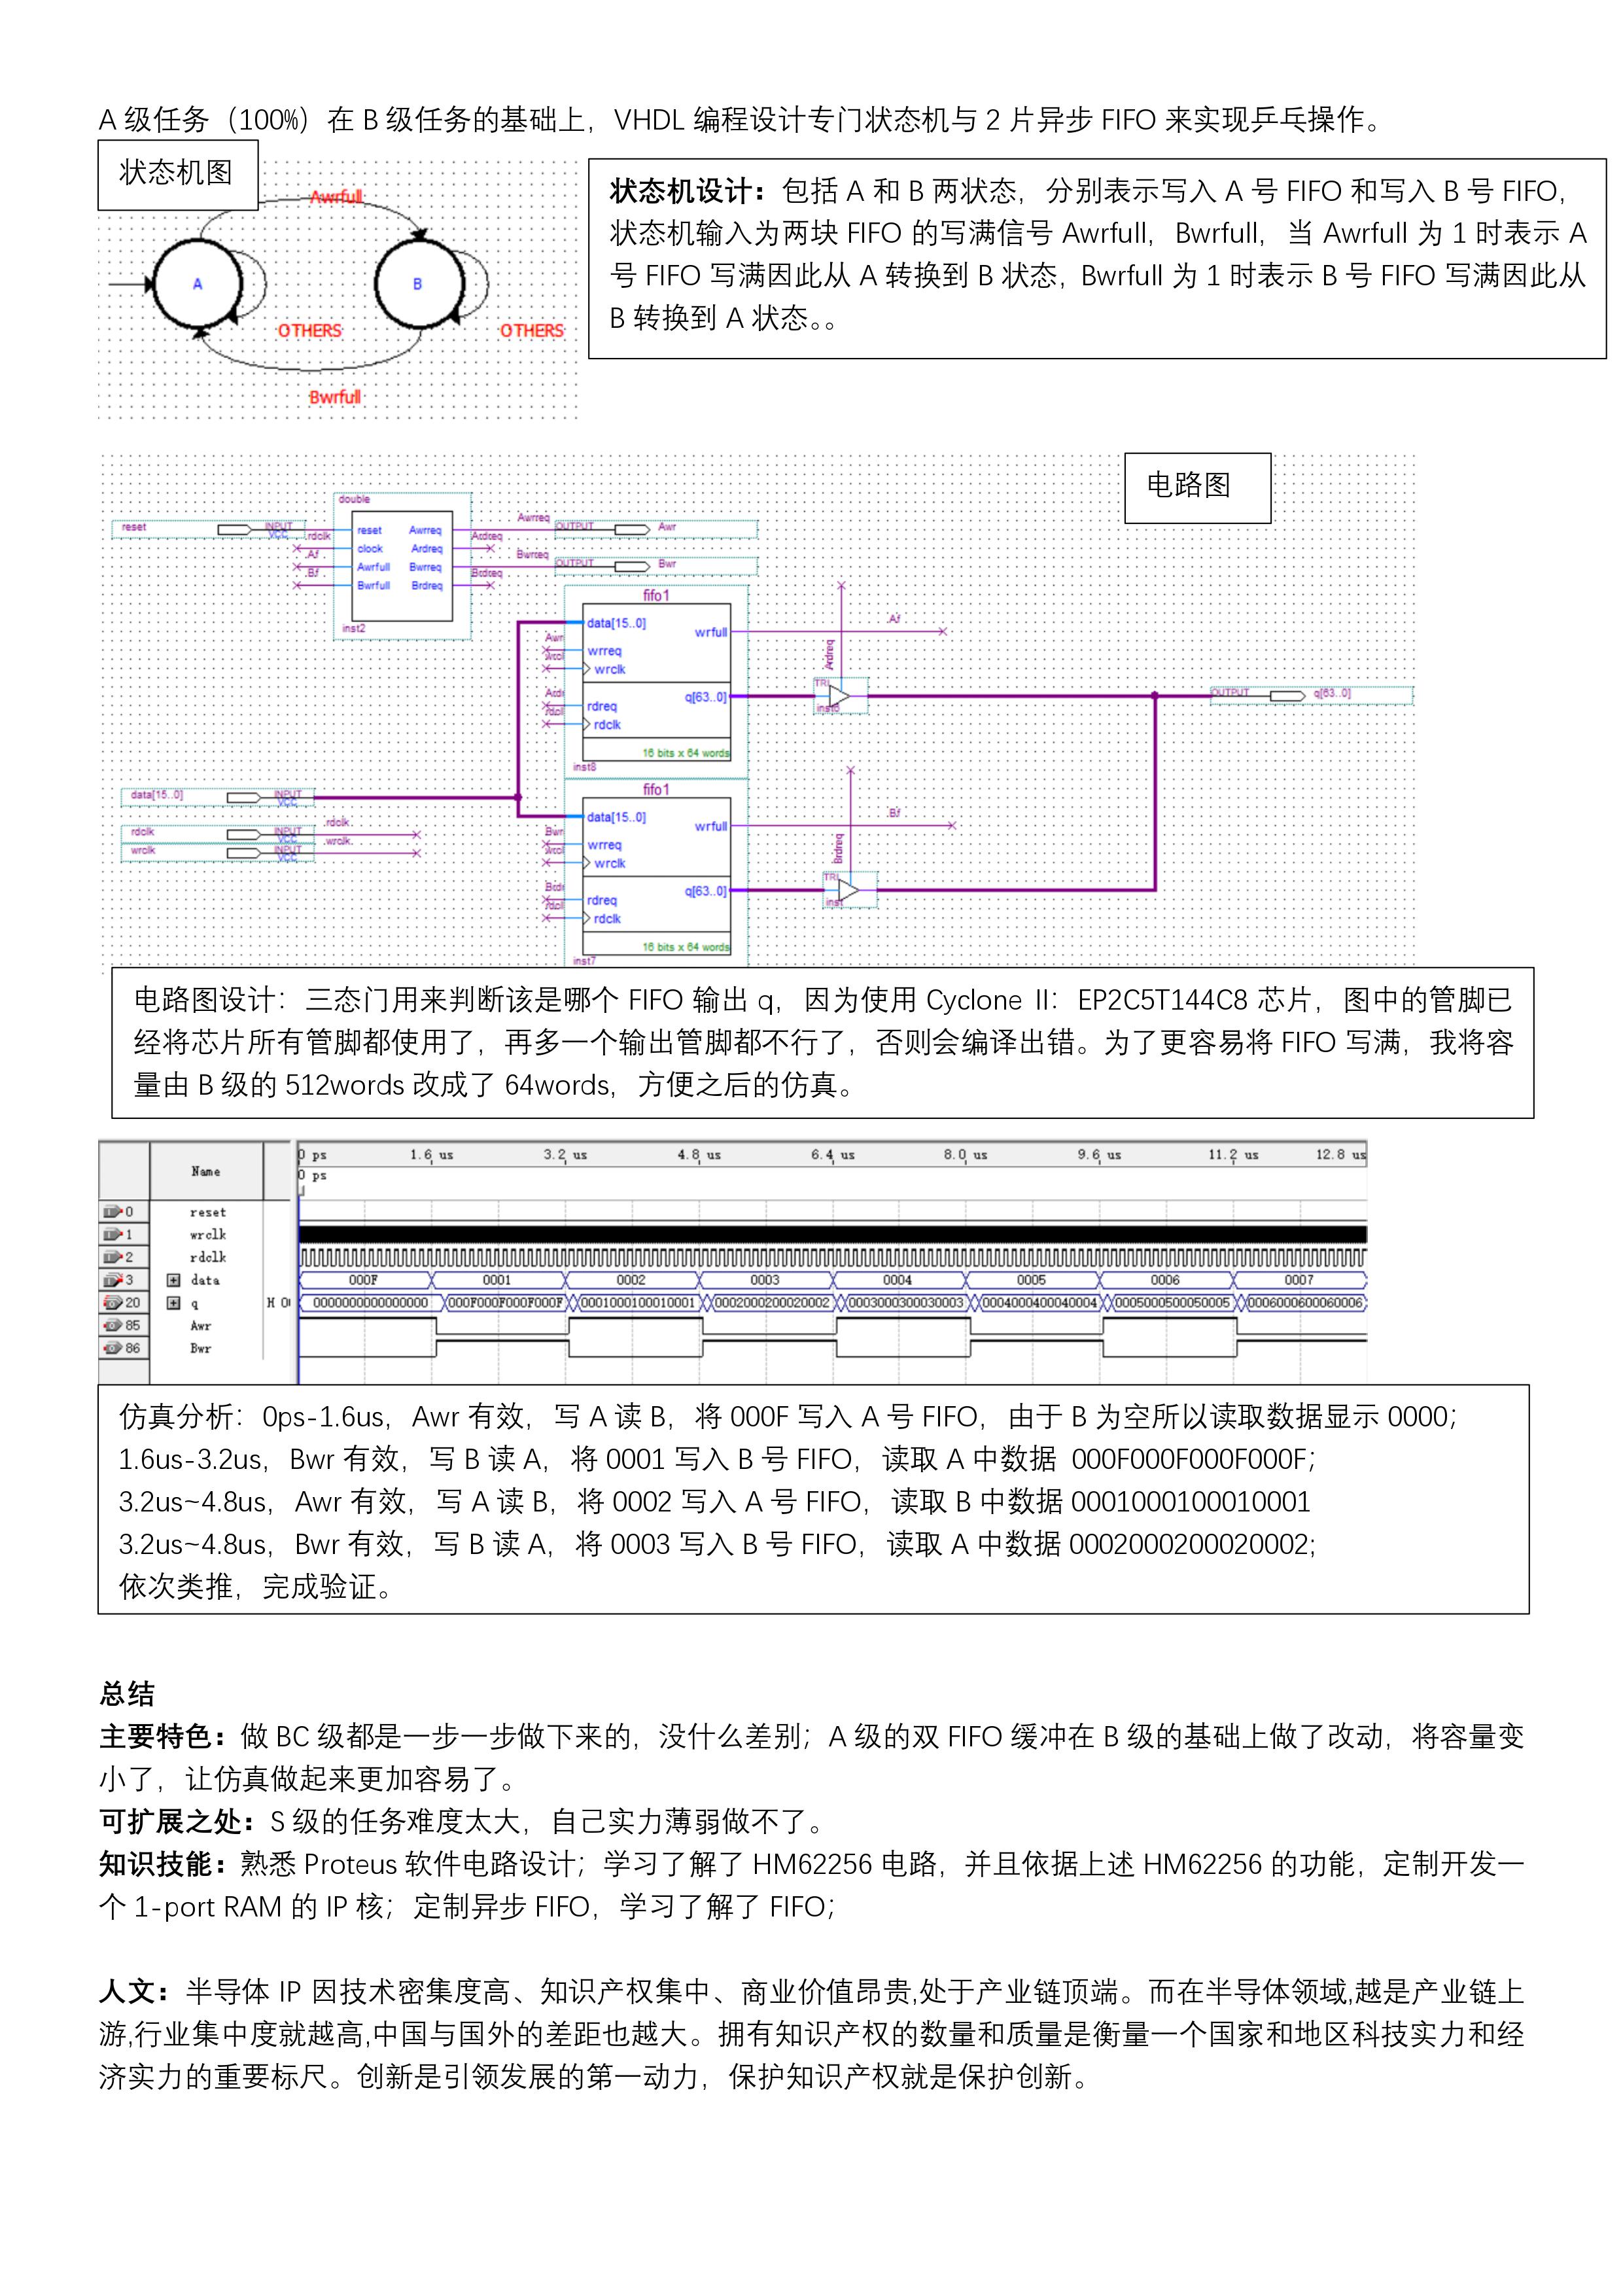 A 级任务（100%）在 B 级任务的基础上，VHDL 编程设计专门状态机与 2 片异步 FIFO 来实现乒乓操作。
状态机图
Awrfull
A
B
OTHERS
OTHERS
Bwrfull
状态机设计：包括 A 和 B 两状态，分别表示写入 A 号 FIFO 和写入 B 号 FIFO，
状态机输入为两块 FIFO 的写满信号 Awrfull，Bwrfull，当 Awrfull 为 1 时表示 A
号 FIFO 写满因此从 A 转换到 B 状态，Bwrfull 为 1 时表示 B 号 FIFO 写满因此从
B 转换到 A 状态。。
电路图
double
reset INPUT VCC
rdclk
Af
Bf
reset Awrreq
clock Ardreq
Awrfull Bwrreq
Bwrfull Brdreq
inst2
Awrreq OUTPUT Awr
Ardreq
Bwrreq OUTPUT Bwr
Brdreq
fifo1
data[15..0]
wrfull
wrreq
wrclk
q[63..0]
rdreq
rdclk
16 bits x 64 words
inst8
Af
Ardreq
TRI
OUTPUT q[63..0]
data[15..0] INPUT VCC
rdclk INPUT VCC rdclk
wrclk INPUT VCC wrclk
fifo1
data[15..0]
wrfull
wrreq
wrclk
q[63..0]
rdreq
rdclk
16 bits x 64 words
inst7
Bf
Brdreq
TRI
inst
电路图设计：三态门用来判断该是哪个 FIFO 输出 q，因为使用 Cyclone II：EP2C5T144C8 芯片，图中的管脚已
经将芯片所有管脚都使用了，再多一个输出管脚都不行了，否则会编译出错。为了更容易将 FIFO 写满，我将容
量由 B 级的 512words 改成了 64words，方便之后的仿真。
Name
0 ps 1.6 us 3.2 us 4.8 us 6.4 us 8.0 us 9.6 us 11.2 us 12.8 us
0 ps
0 reset
1 wrclk
2 rdclk
3 data 000F 0001 0002 0003 0004 0005 0006 0007
20 q 0000000000000000 000F000F000F000F 0001000100010001 0002000200020002 0003000300030003 0004000400040004 0005000500050005 0006000600060006
85 Awr
86 Bwr
仿真分析：0ps-1.6us，Awr 有效，写 A 读 B，将 000F 写入 A 号 FIFO，由于 B 为空所以读取数据显示 0000；
1.6us-3.2us，Bwr 有效，写 B 读 A，将 0001 写入 B 号 FIFO，读取 A 中数据 000F000F000F000F；
3.2us~4.8us，Awr 有效，写 A 读 B，将 0002 写入 A 号 FIFO，读取 B 中数据 0001000100010001
3.2us~4.8us，Bwr 有效，写 B 读 A，将 0003 写入 B 号 FIFO，读取 A 中数据 0002000200020002;
依次类推，完成验证。
总结
主要特色：做 BC 级都是一步一步做下来的，没什么差别；A 级的双 FIFO 缓冲在 B 级的基础上做了改动，将容量变
小了，让仿真做起来更加容易了。
可扩展之处：S 级的任务难度太大，自己实力薄弱做不了。
知识技能：熟悉 Proteus 软件电路设计；学习了解了 HM62256 电路，并且依据上述 HM62256 的功能，定制开发一
个 1-port RAM 的 IP 核；定制异步 FIFO，学习了解了 FIFO；
人文：半导体 IP 因技术密集度高、知识产权集中、商业价值昂贵,处于产业链顶端。而在半导体领域,越是产业链上
游,行业集中度就越高,中国与国外的差距也越大。拥有知识产权的数量和质量是衡量一个国家和地区科技实力和经
济实力的重要标尺。创新是引领发展的第一动力，保护知识产权就是保护创新。